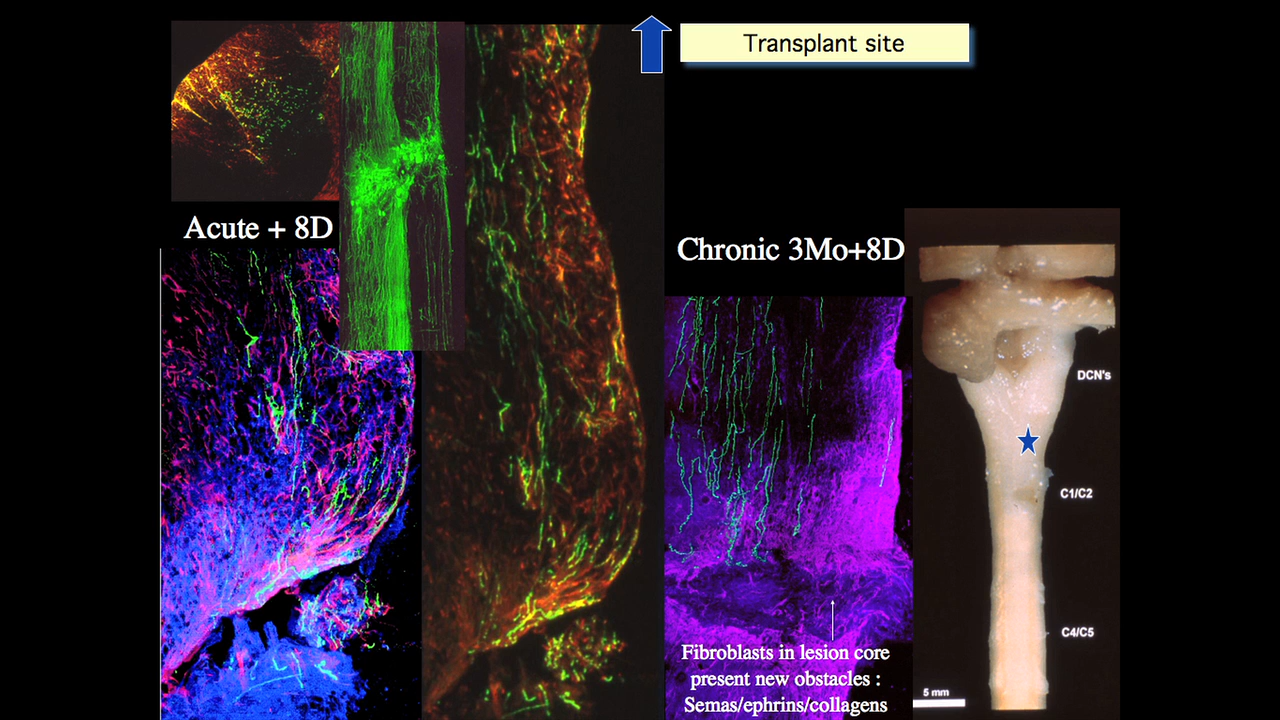 Transplant site
Acute + 8D
Chronic 3Mo+8D
DCN's
C1/C2
C4/C5
Fibroblasts in lesion core
present new obstacles :
Semas/ephrins/collagens
5 mm